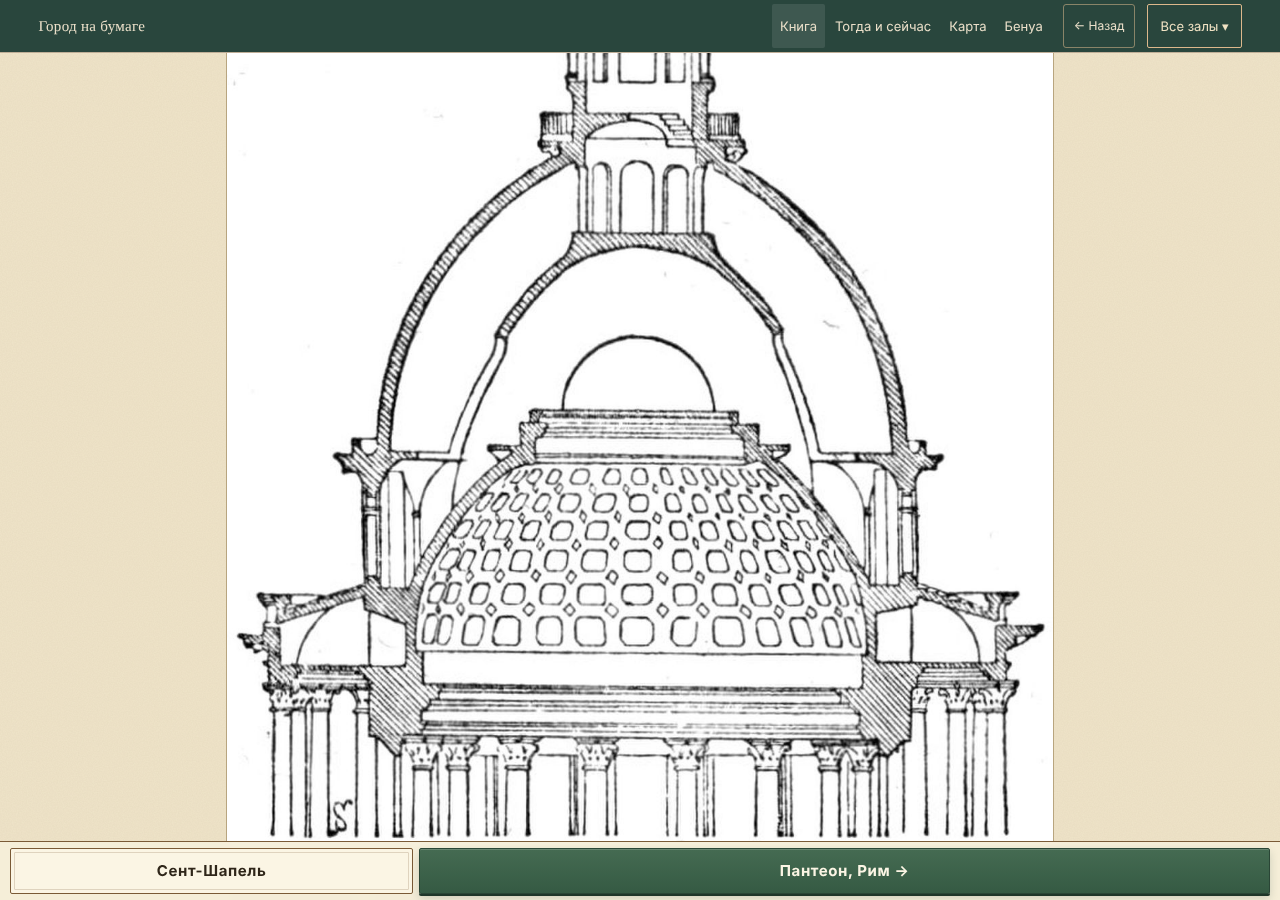 Город на бумаге
Книга
Тогда и сейчас
Карта
Бенуа
← Назад
Все залы ▾
Сент-Шапель
Пантеон, Рим →